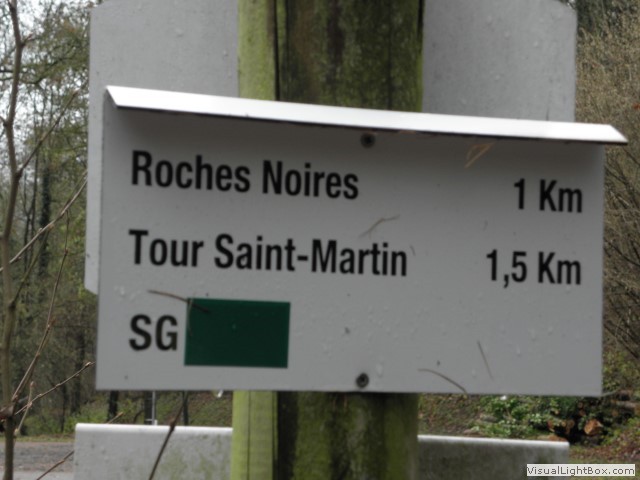 Roches Noires 1 Km
Tour Saint-Martin 1,5 Km
SG
VisualLightBox.com